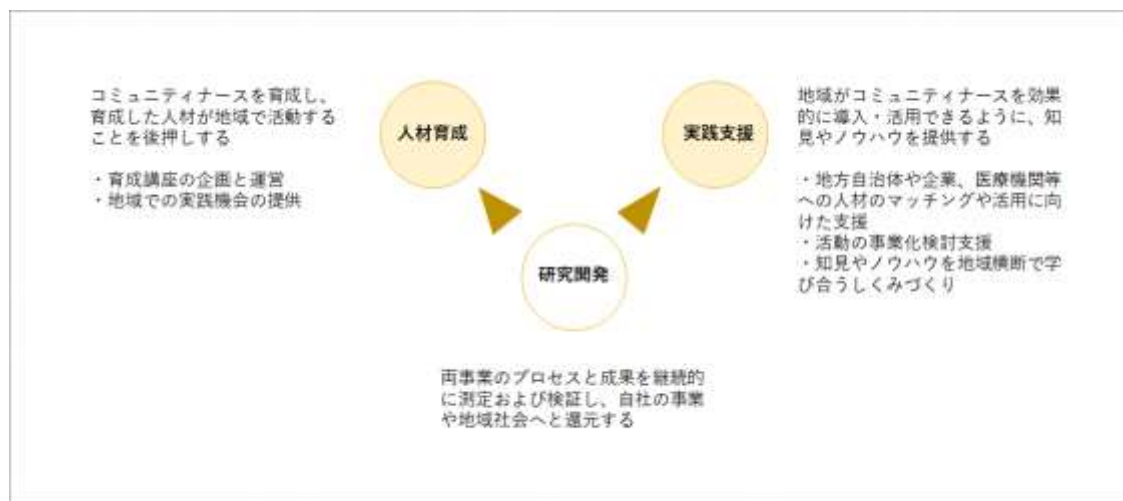 コミュニティナースを育成し、
育成した人材が地域で活動する
ことを後押しする
・育成講座の企画と運営
・地域での実践機会の提供
人材育成
実践支援
地域がコミュニティナースを効果
的に導入・活用できるように、知
見やノウハウを提供する
・地方自治体や企業、医療機関等
への人材のマッチングや活用に向
けた支援
・活動の事業化検討支援
・知見やノウハウを地域横断で学
び合うしくみづくり
研究開発
両事業のプロセスと成果を継続的
に測定および検証し、自社の事業
や地域社会へと還元する